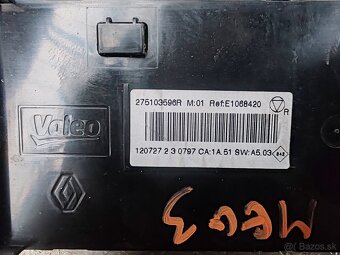 275103596R M:01 Ref:E1068420
R
Valeo
120727 2 3 0797 CA:1A.51 SW:A5.03
MEG 3
bazos.sk